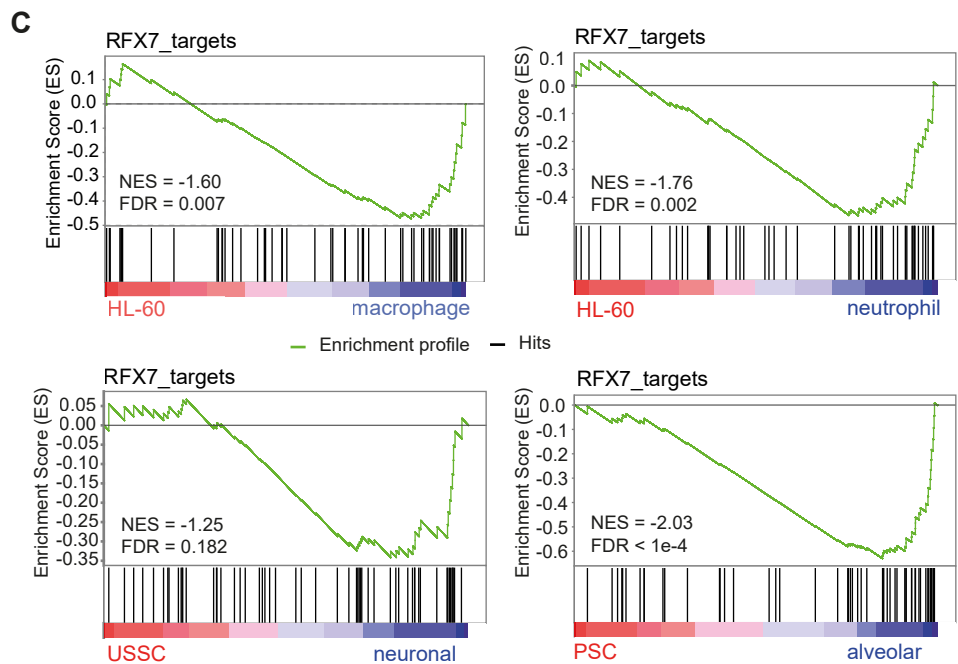 C
RFX7_targets
Enrichment Score (ES)
0.1
0.0
-0.1
-0.2
-0.3
-0.4
-0.5
NES = -1.60
FDR = 0.007
HL-60
macrophage
RFX7_targets
Enrichment Score (ES)
0.1
0.0
-0.1
-0.2
-0.3
-0.4
NES = -1.76
FDR = 0.002
HL-60
neutrophil
Enrichment profile
Hits
RFX7_targets
Enrichment Score (ES)
0.05
0.00
-0.05
-0.10
-0.15
-0.20
-0.25
-0.30
-0.35
NES = -1.25
FDR = 0.182
USSC
neuronal
RFX7_targets
Enrichment Score (ES)
0.0
-0.1
-0.2
-0.3
-0.4
-0.5
-0.6
NES = -2.03
FDR < 1e-4
PSC
alveolar